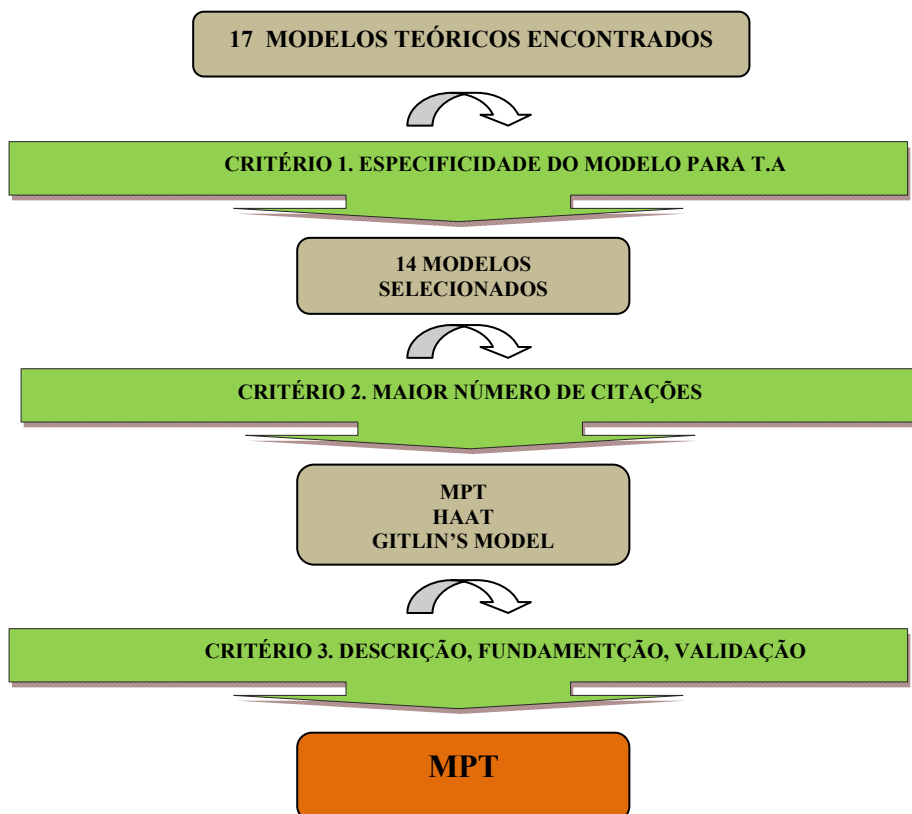 17 MODELOS TEÓRICOS ENCONTRADOS
CRITÉRIO 1. ESPECIFICIDADE DO MODELO PARA T.A
14 MODELOS
SELECIONADOS
CRITÉRIO 2. MAIOR NÚMERO DE CITAÇÕES
MPT
HAAT
GITLIN’S MODEL
CRITÉRIO 3. DESCRIÇÃO, FUNDAMENTÇÃO, VALIDAÇÃO
MPT